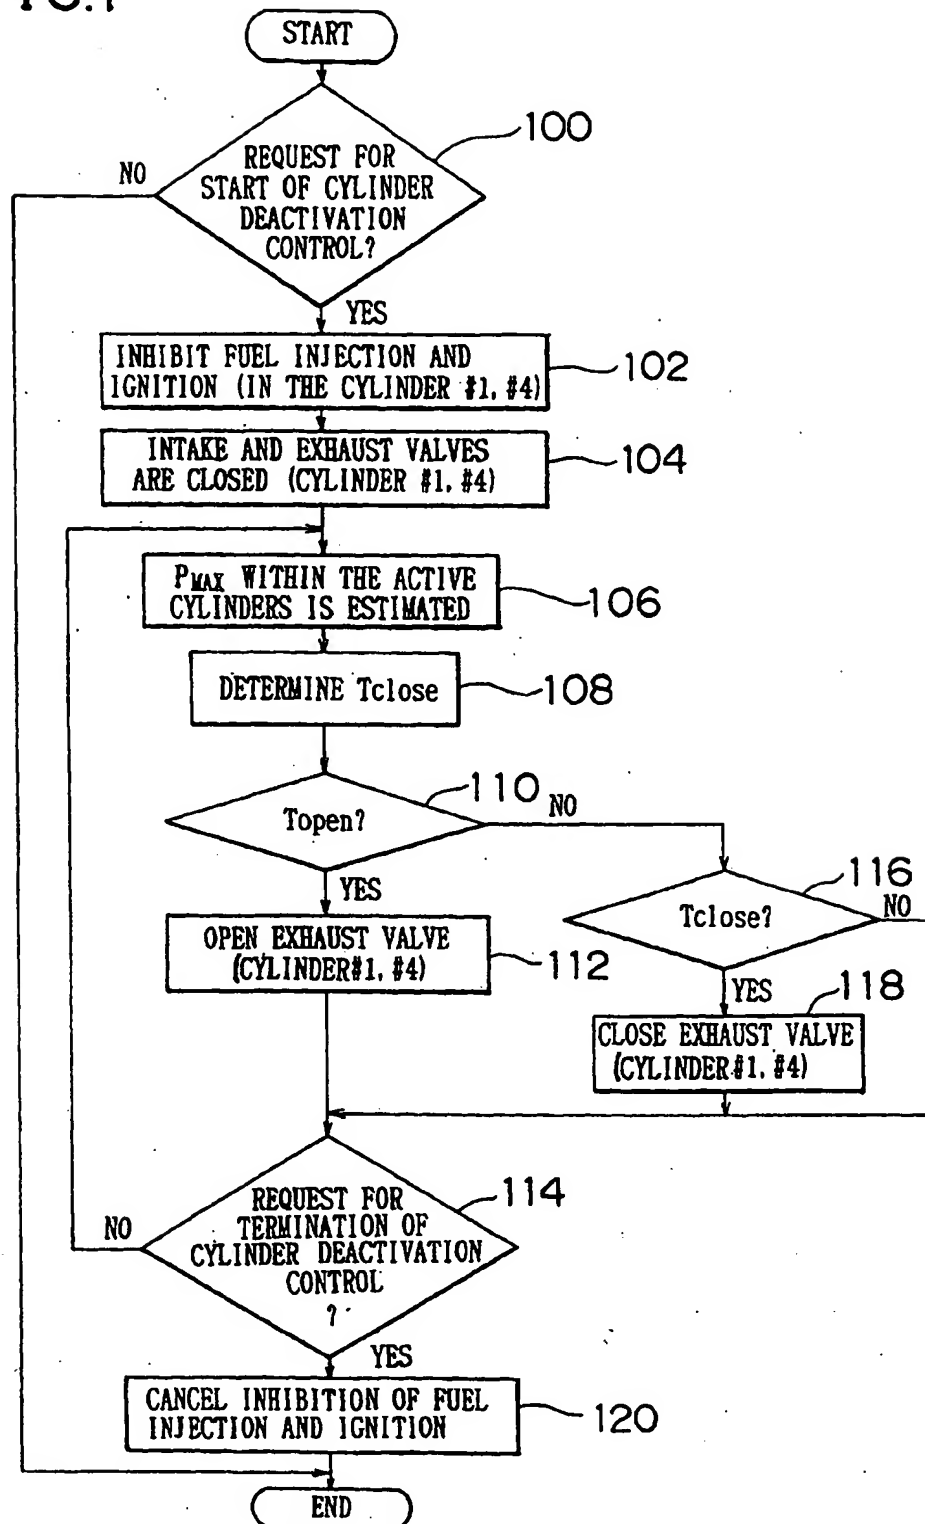 START
100
REQUEST FOR
START OF CYLINDER
DEACTIVATION
CONTROL?
NO
YES
INHIBIT FUEL INJECTION AND
IGNITION (IN THE CYLINDER #1, #4)
102
INTAKE AND EXHAUST VALVES
ARE CLOSED (CYLINDER #1, #4)
104
PMAX WITHIN THE ACTIVE
CYLINDERS IS ESTIMATED
106
DETERMINE Tclose
108
Topen?
110
NO
YES
Tclose?
116
NO
OPEN EXHAUST VALVE
(CYLINDER#1, #4)
112
YES
118
CLOSE EXHAUST VALVE
(CYLINDER#1, #4)
REQUEST FOR
TERMINATION OF
CYLINDER DEACTIVATION
CONTROL
?
114
NO
YES
CANCEL INHIBITION OF FUEL
INJECTION AND IGNITION
120
END